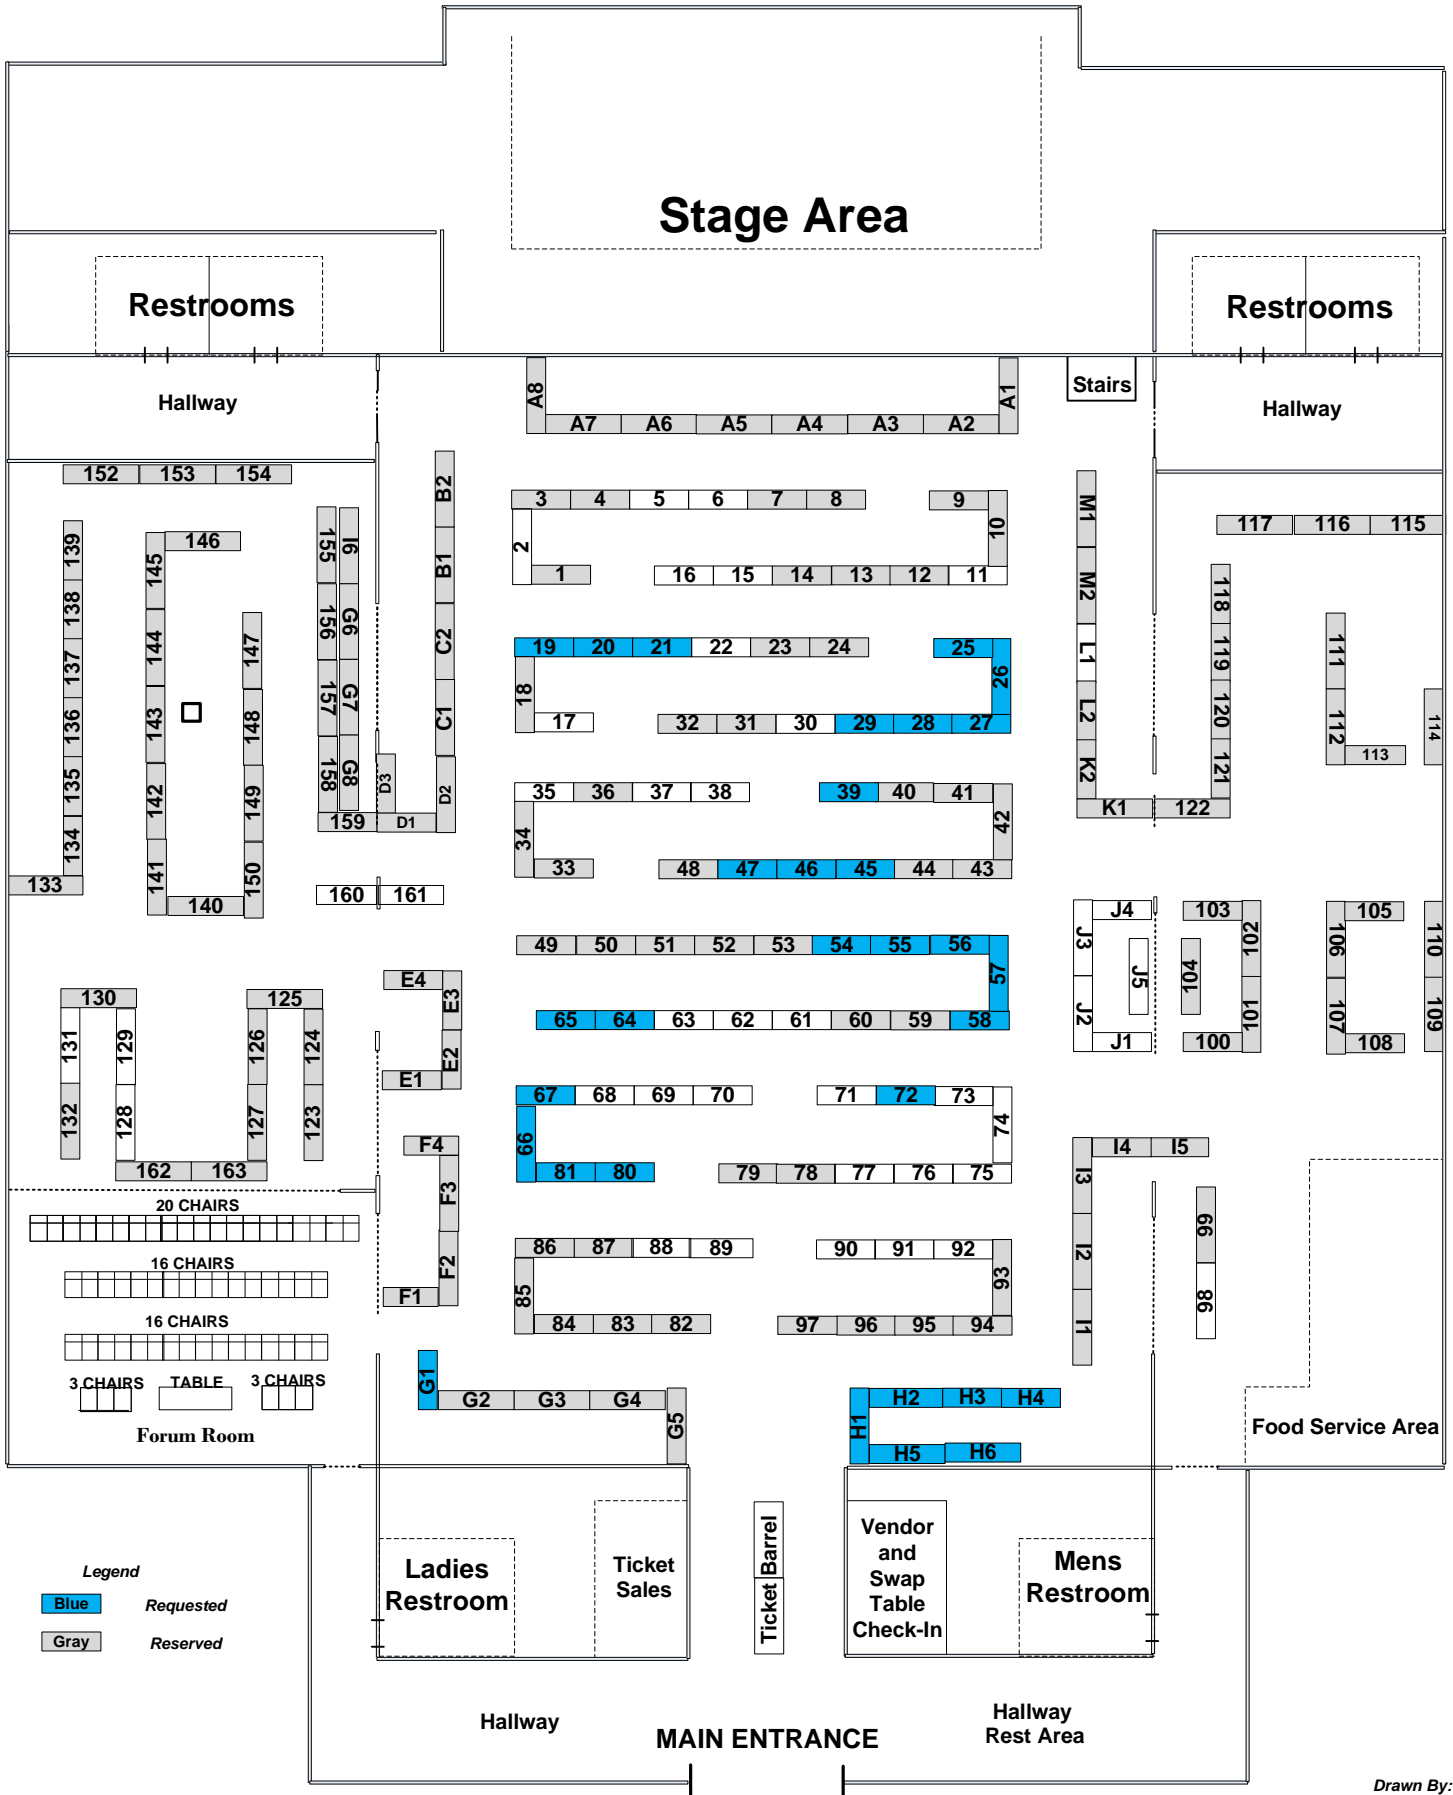 Stage Area
Restrooms
Restrooms
Hallway
Stairs
Hallway
A8
A1
A7 A6 A5 A4 A3 A2
152 153 154
B2
B1
C2
C1
D2
D3
D1
159
3 4 5 6 7 8
9
10
2
1
16 15 14 13 12 11
M1
M2
L1
L2
K2
K1 122
117 116 115
118
119
120
121
111
112
113
114
139
138
137
136
135
134
133
145
144
143
142
141
146
147
148
149
150
140
155
156
157
158
I6
G6
G7
G8
19 20 21 22 23 24
25
26
18
17
32 31 30 29 28 27
35 36 37 38
39 40 41
42
34
33
48 47 46 45 44 43
160 161
49 50 51 52 53 54 55 56
57
65 64 63 62 61 60 59 58
J4
J3
J2
J1
J5
103
102
101
100
104
105
106
107
108
110
109
130
131
132
129
128
125
126
127
124
123
162 163
E4
E3
E2
E1
67 68 69 70
71 72 73
74
66
81 80
79 78 77 76 75
F4
F3
F2
F1
I4 I5
I3
I2
I1
99
98
86 87 88 89
90 91 92
93
85
84 83 82
97 96 95 94
20 CHAIRS
16 CHAIRS
16 CHAIRS
3 CHAIRS TABLE 3 CHAIRS
Forum Room
G1
G2 G3 G4
G5
H1
H2 H3 H4
H5 H6
Food Service Area
Legend
Blue Requested
Gray Reserved
Ladies
Restroom
Ticket
Sales
Ticket Barrel
Vendor
and
Swap
Table
Check-In
Mens
Restroom
Hallway
MAIN ENTRANCE
Hallway
Rest Area
Drawn By: